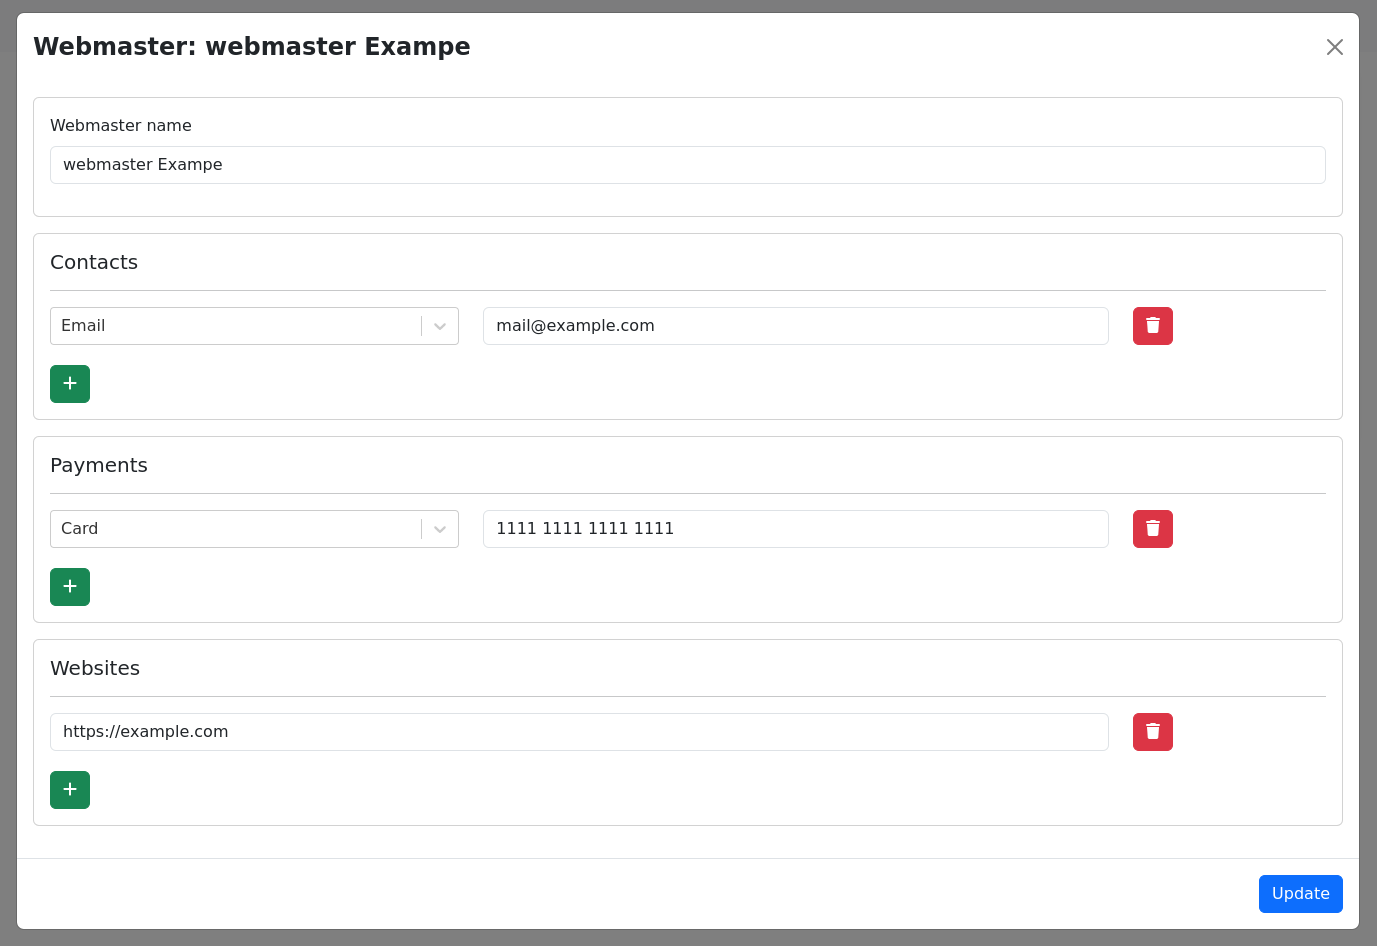 Webmaster: webmaster Exampe
Webmaster name
webmaster Exampe
Contacts
Email
mail@example.com
Payments
Card
1111 1111 1111 1111
Websites
https://example.com
Update